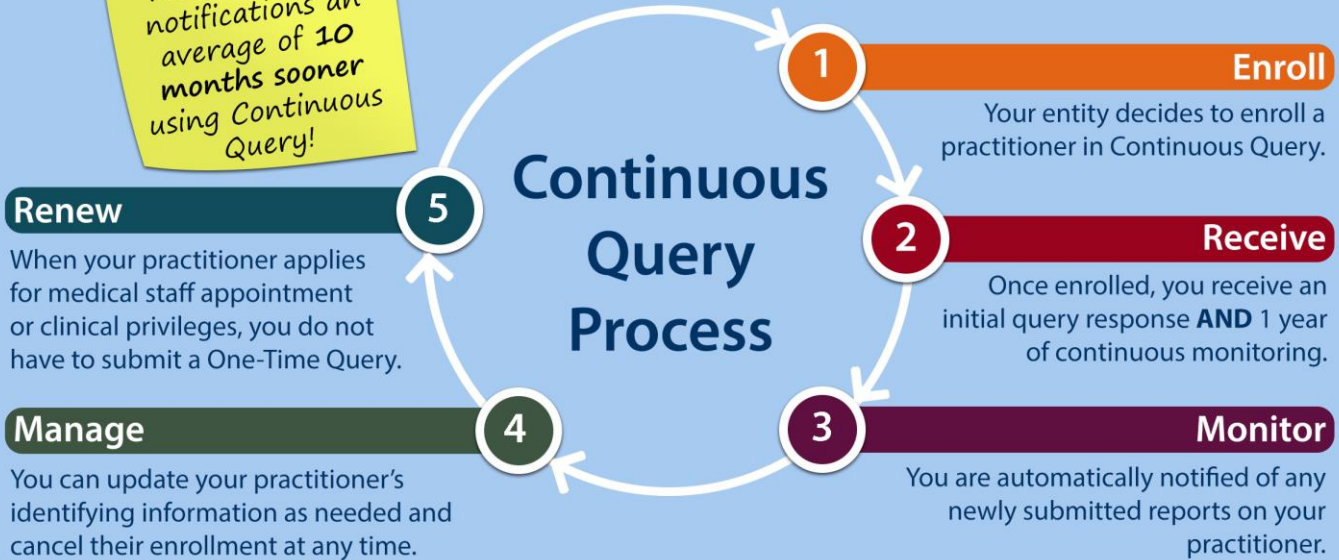 notifications an
average of 10
months sooner
using Continuous
Query!
Continuous
Query
Process
1
Enroll
Your entity decides to enroll a
practitioner in Continuous Query.
2
Receive
Once enrolled, you receive an
initial query response AND 1 year
of continuous monitoring.
3
Monitor
You are automatically notified of any
newly submitted reports on your
practitioner.
4
Manage
You can update your practitioner's
identifying information as needed and
cancel their enrollment at any time.
5
Renew
When your practitioner applies
for medical staff appointment
or clinical privileges, you do not
have to submit a One-Time Query.